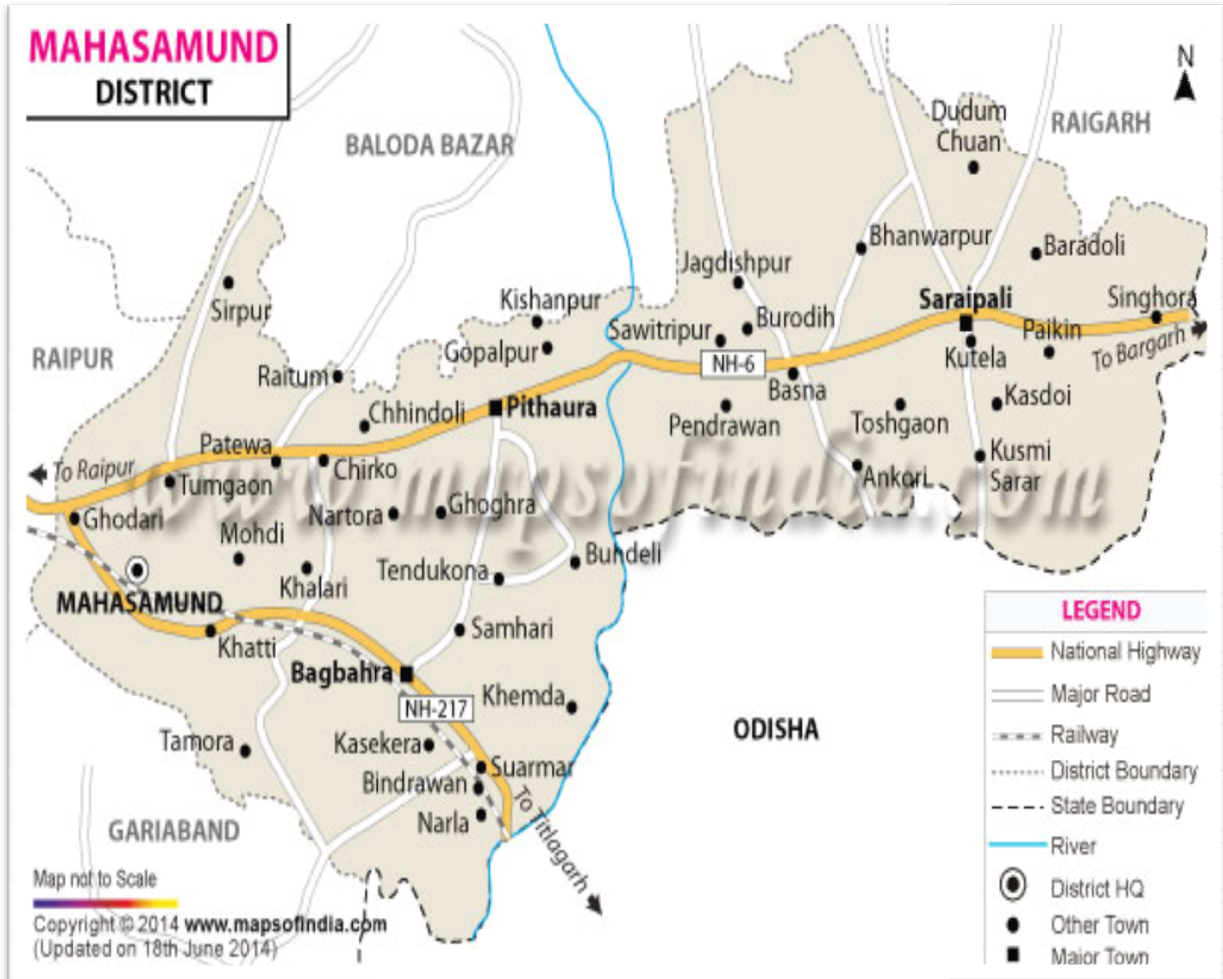 MAHASAMUND
DISTRICT
N
BALODA BAZAR
RAIGARH
Dudum
Chuan
Bhanwarpur
Baradoli
Jagdishpur
Sirpur
Kishanpur
Saraipali
Singhora
Sawitripur
Burodih
Paikin
RAIPUR
Gopalpur
NH-6
Kutela
To Bargarh
Raitum
Basna
Kasdoi
Chhindoli
Pithaura
Pendrawan
Toshgaon
Patewa
Kusmi
Sarar
To Raipur
Chirko
Ankori
Tumgaon
www.mapsofindia.com
Ghodari
Nartora
Ghoghra
Mohdi
Buhdeli
Khalari
Tendukona
MAHASAMUND
Samhari
Khatti
Bagbahra
Khemda
NH-217
ODISHA
Tamora
Kasekera
Suarmar
Bindrawan
Narla
To Titlagarh
GARIABAND
LEGEND
National Highway
Major Road
Railway
District Boundary
State Boundary
River
District HQ
Other Town
Major Town
Map not to Scale
Copyright © 2014 www.mapsofindia.com
(Updated on 18th June 2014)